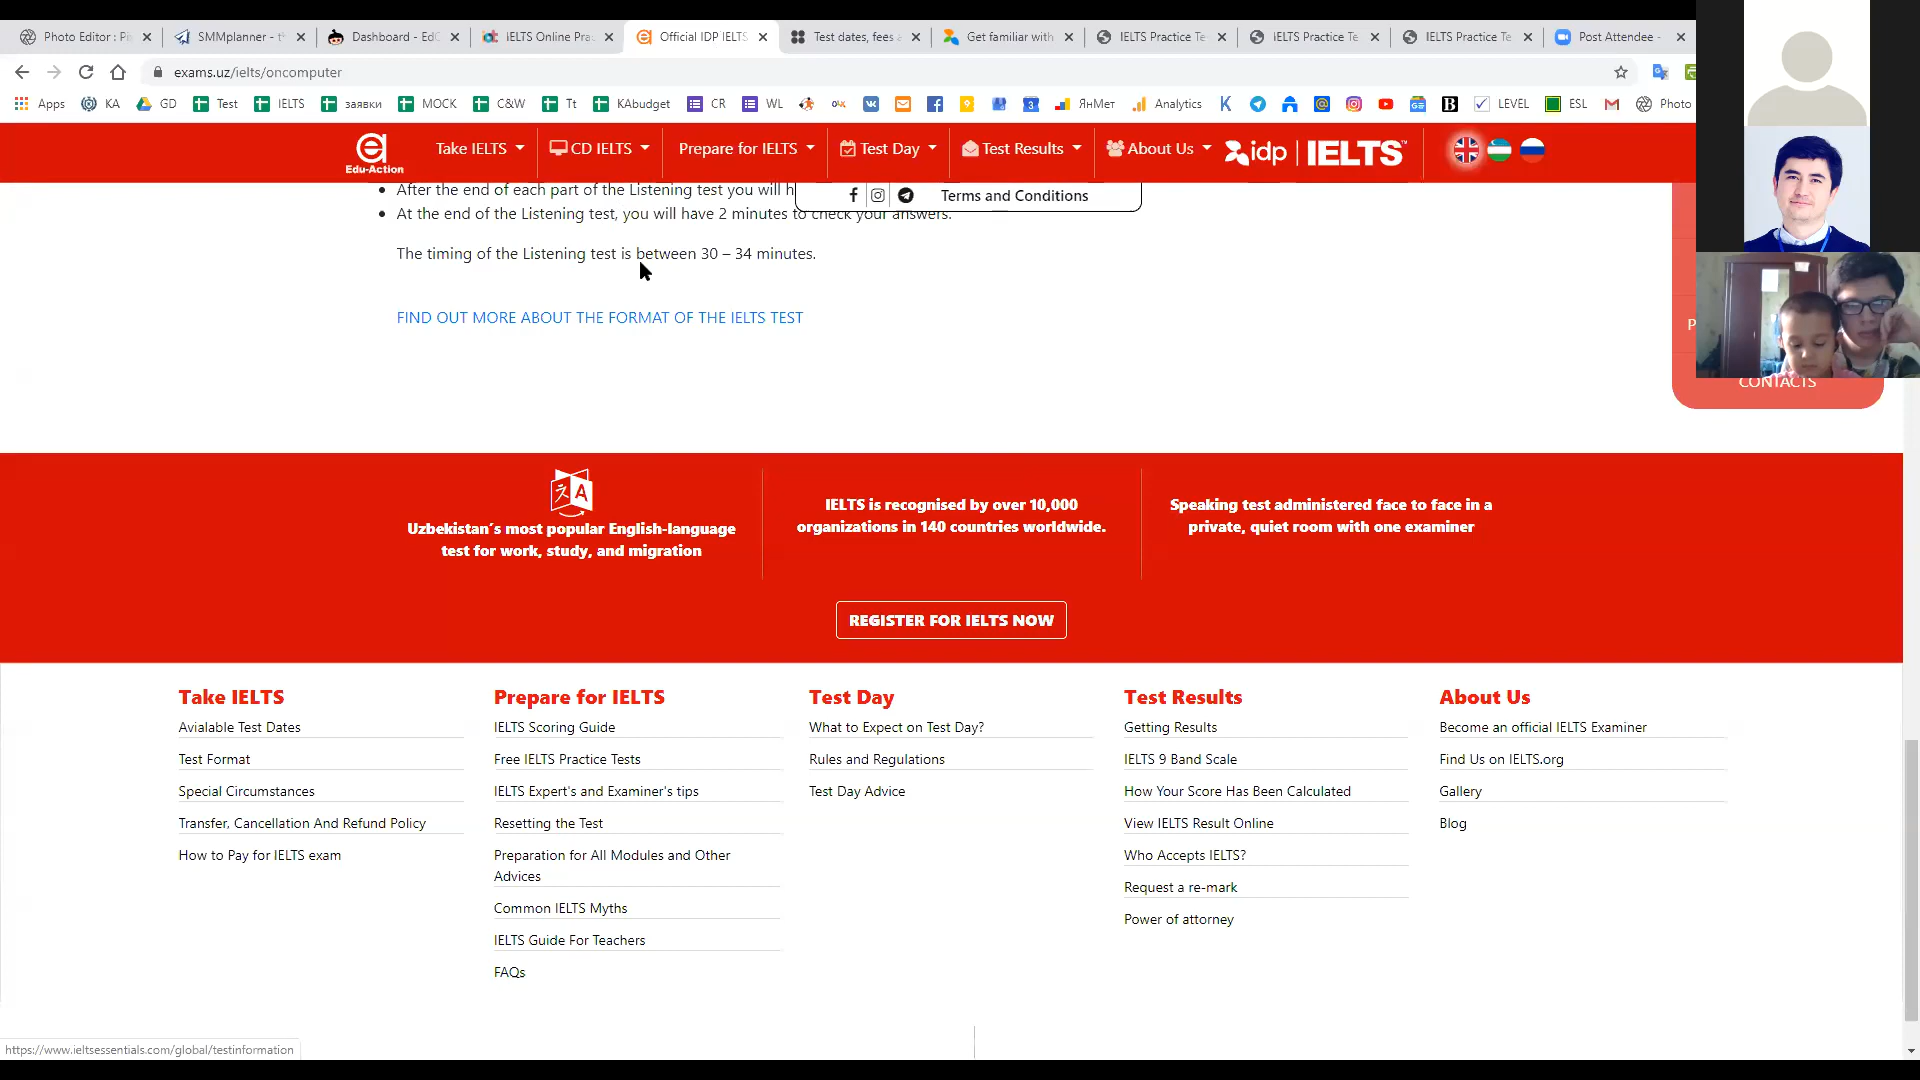 Photo Editor : Pi
SMMplanner - т
Dashboard - EdC
IELTS Online Prac
Official IDP IELTS
Test dates, fees a
Get familiar with
IELTS Practice Te
IELTS Practice Te
IELTS Practice Te
Post Attendee -
exams.uz/ielts/oncomputer
Apps KA GD Test IELTS заявки MOCK C&W Tt KAbudget CR WL ЯнМет Analytics LEVEL ESL Photo
Edu-Action
Take IELTS
CD IELTS
Prepare for IELTS
Test Day
Test Results
About Us
idp | IELTS™
After the end of each part of the Listening test you will h
Terms and Conditions
At the end of the Listening test, you will have 2 minutes to check your answers.
The timing of the Listening test is between 30 – 34 minutes.
FIND OUT MORE ABOUT THE FORMAT OF THE IELTS TEST
P
CONTACTS
Uzbekistan´s most popular English-language
test for work, study, and migration
IELTS is recognised by over 10,000
organizations in 140 countries worldwide.
Speaking test administered face to face in a
private, quiet room with one examiner
REGISTER FOR IELTS NOW
Take IELTS
Avialable Test Dates
Test Format
Special Circumstances
Transfer, Cancellation And Refund Policy
How to Pay for IELTS exam
Prepare for IELTS
IELTS Scoring Guide
Free IELTS Practice Tests
IELTS Expert's and Examiner's tips
Resetting the Test
Preparation for All Modules and Other
Advices
Common IELTS Myths
IELTS Guide For Teachers
FAQs
Test Day
What to Expect on Test Day?
Rules and Regulations
Test Day Advice
Test Results
Getting Results
IELTS 9 Band Scale
How Your Score Has Been Calculated
View IELTS Result Online
Who Accepts IELTS?
Request a re-mark
Power of attorney
About Us
Become an official IELTS Examiner
Find Us on IELTS.org
Gallery
Blog
https://www.ieltsessentials.com/global/testinformation